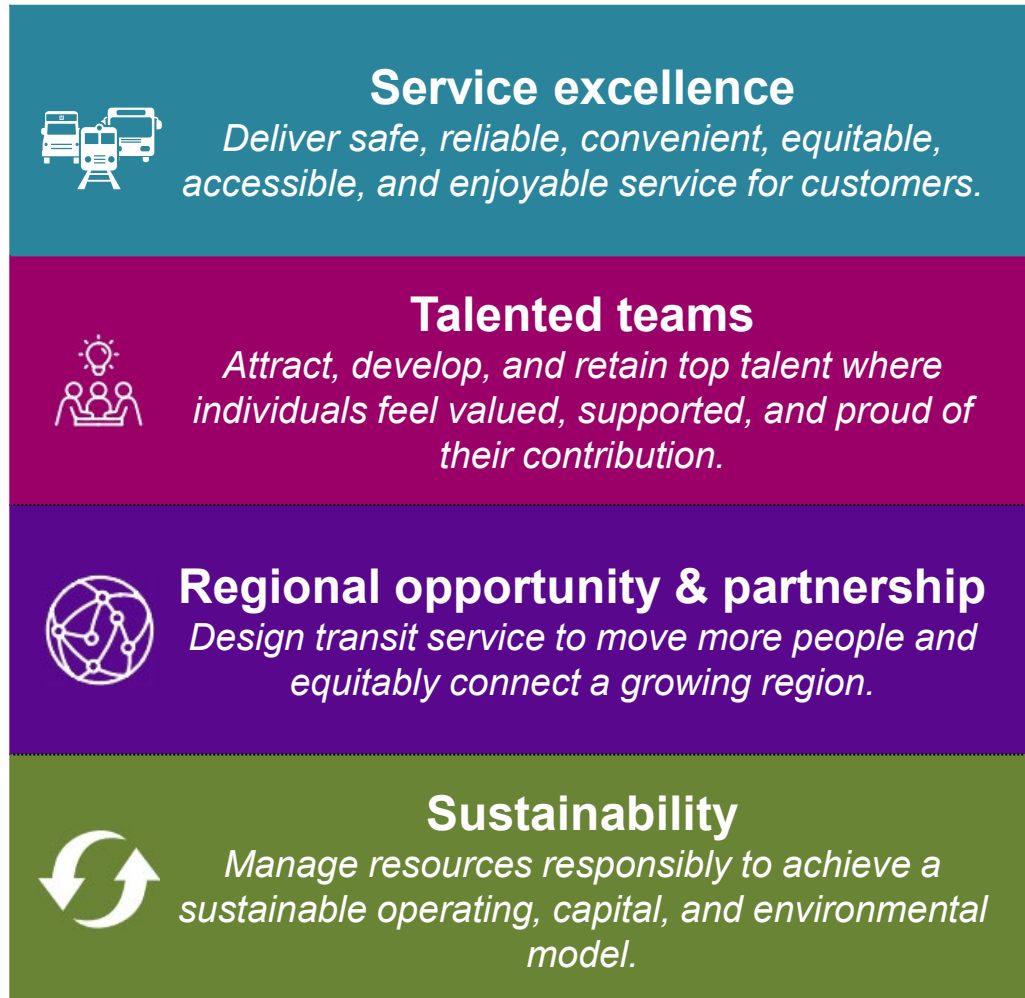 Service excellence
Deliver safe, reliable, convenient, equitable,
accessible, and enjoyable service for customers.
Talented teams
Attract, develop, and retain top talent where
individuals feel valued, supported, and proud of
their contribution.
Regional opportunity & partnership
Design transit service to move more people and
equitably connect a growing region.
Sustainability
Manage resources responsibly to achieve a
sustainable operating, capital, and environmental
model.